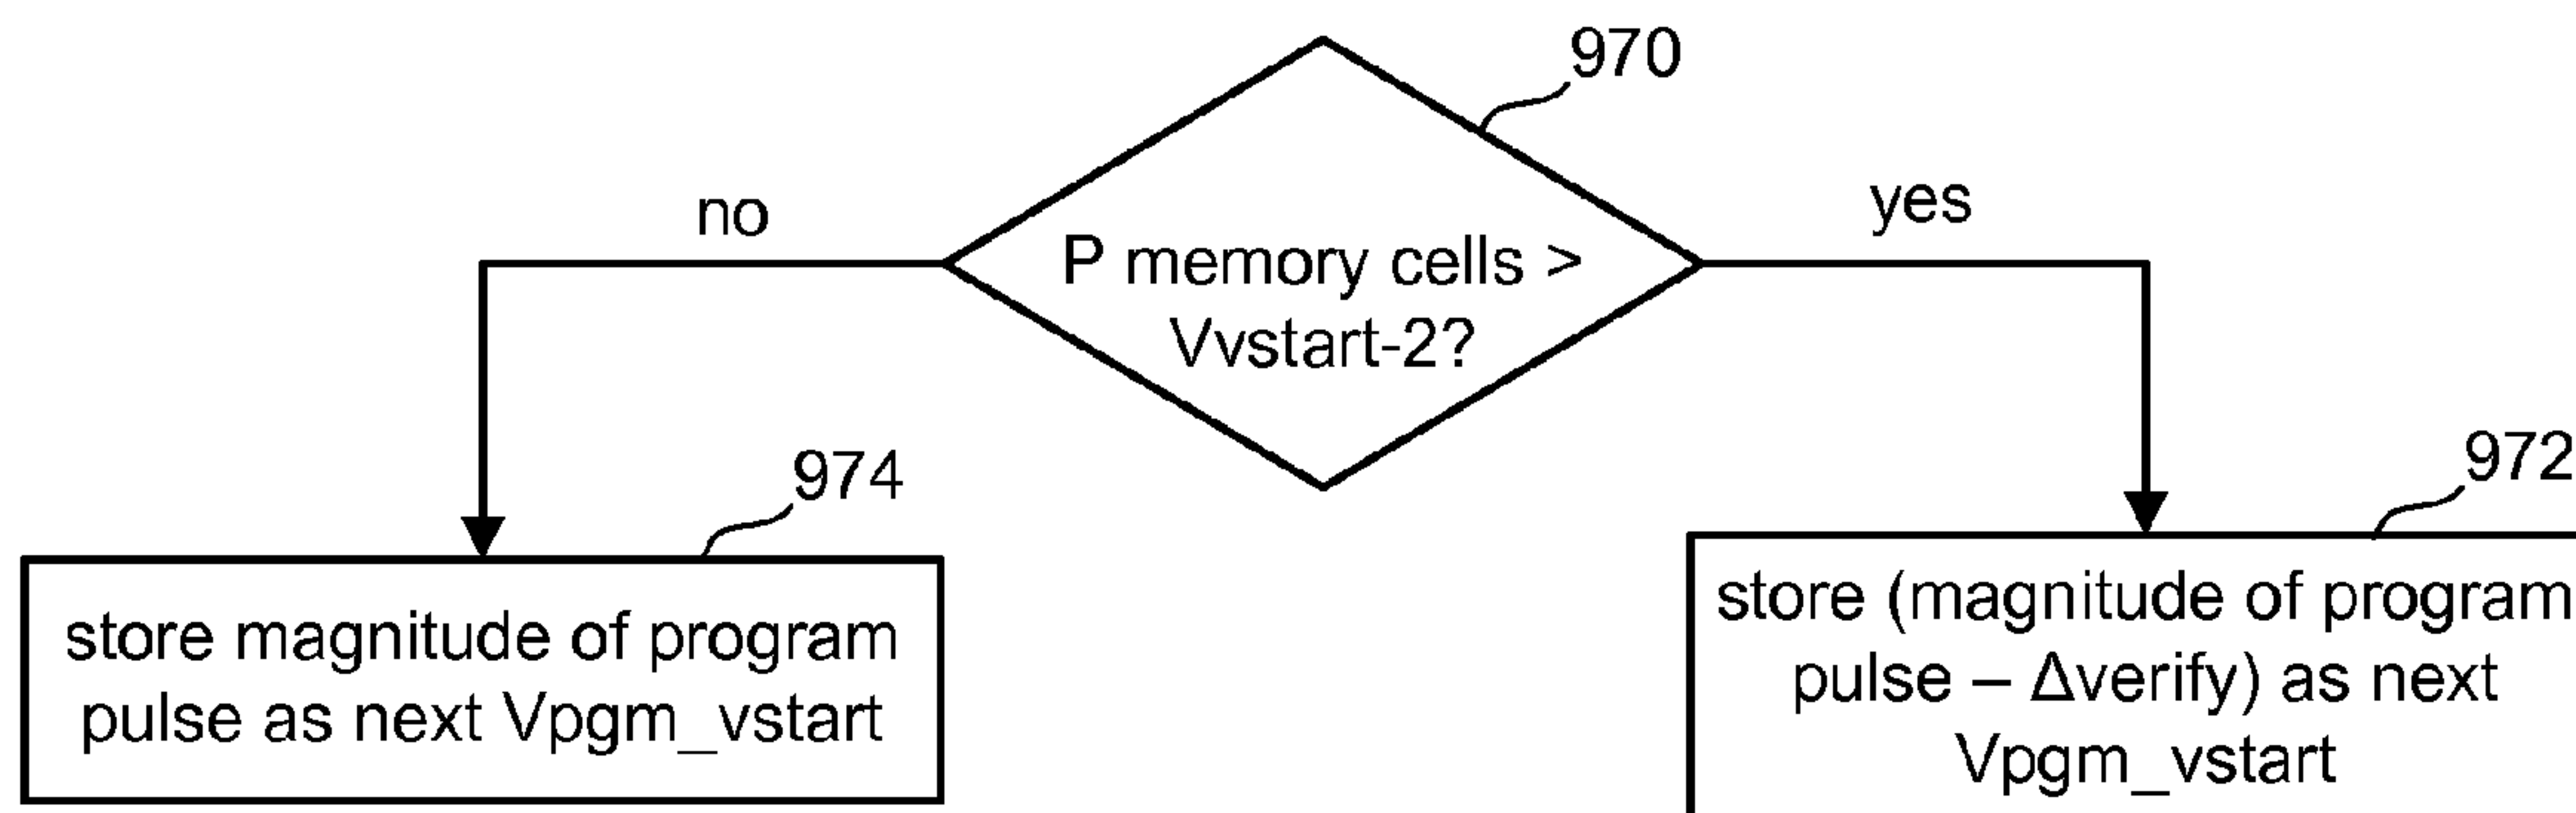 970
no
yes
P memory cells >
Vvstart-2?
974
972
store magnitude of program
pulse as next Vpgm_vstart
store (magnitude of program
pulse – Δverify) as next
Vpgm_vstart